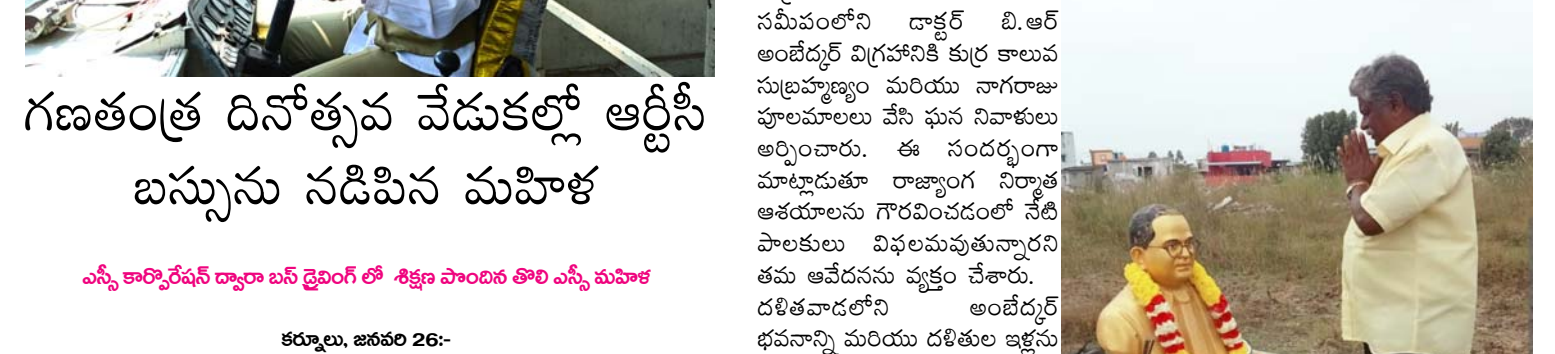 గణతంత్ర దినోత్సవ వేడుకల్లో ఆర్టీసీ
బస్సును నడిపిన మహిళ
ఎస్సీ కార్పొరేషన్ ద్వారా బస్ డ్రైవింగ్ లో శిక్షణ పొందిన తొలి ఎస్సీ మహిళ
కర్నూలు, జనవరి 26:-
సమీపంలోని డాక్టర్ బి.ఆర్
అంబేద్కర్ విగ్రహానికి కుర్ర కాలువ
సుబ్రహ్మణ్యం మరియు నాగరాజు
పూలమాలలు వేసి ఘన నివాళులు
అర్పించారు. ఈ సందర్భంగా
మాట్లాడుతూ రాజ్యాంగ నిర్మాత
ఆశయాలను గౌరవించడంలో నేటి
పాలకులు విఫలమవుతున్నారని
తమ ఆవేదనను వ్యక్తం చేశారు.
దళితవాడలోని అంబేద్కర్
భవనాన్ని మరియు దళితుల ఇళ్లను